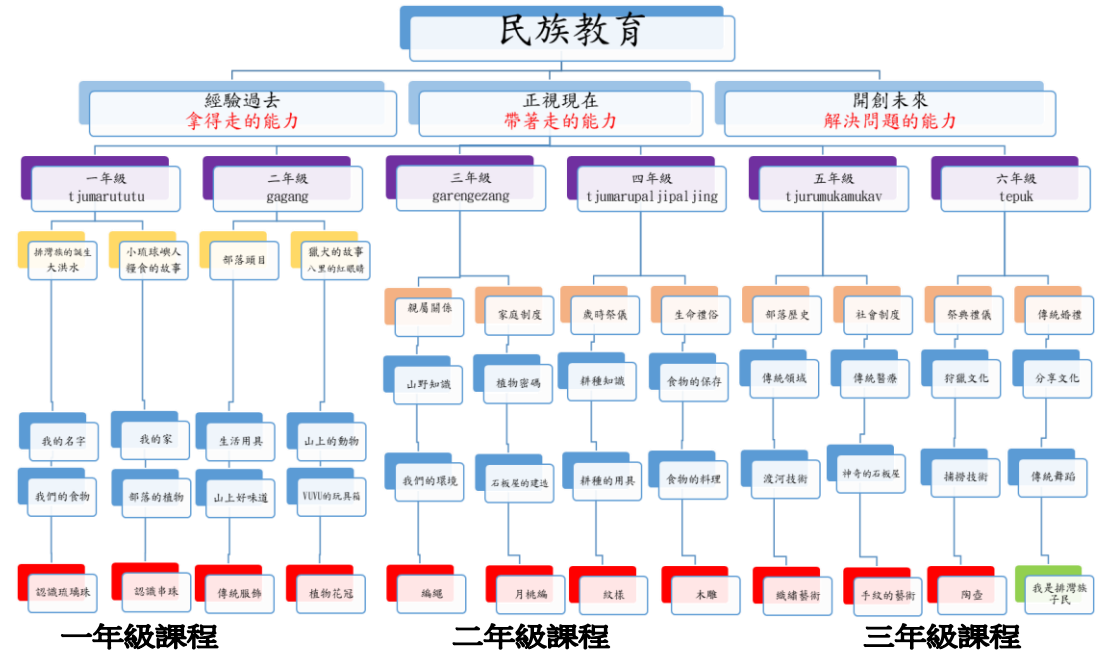 民族教育
經驗過去
拿得走的能力
正視現在
帶著走的能力
開創未來
解決問題的能力
一年級
tjumarututu
二年級
gagang
三年級
garengezang
四年級
tjumarupaljipaljing
五年級
tjurumukamukav
六年級
tepuk
排灣族的誕生
大洪水
小琉球嶼人
糧食的故事
部落頭目
獵犬的故事
八里的紅眼睛
親屬關係
家庭制度
歲時祭儀
生命禮俗
部落歷史
社會制度
祭典禮儀
傳統婚禮
山野知識
植物密碼
耕種知識
食物的保存
傳統領域
傳統醫療
狩獵文化
分享文化
我的名字
我的家
生活用具
山上的動物
我們的食物
部落的植物
山上好味道
VUVU的玩具箱
我們的環境
石板屋的建造
耕種的用具
食物的料理
渡河技術
神奇的石板屋
捕撈技術
傳統舞蹈
認識琉璃珠
認識串珠
傳統服飾
植物花冠
編繩
月桃編
紋樣
木雕
織繡藝術
手紋的藝術
陶壺
我是排灣族
子民
一年級課程
二年級課程
三年級課程